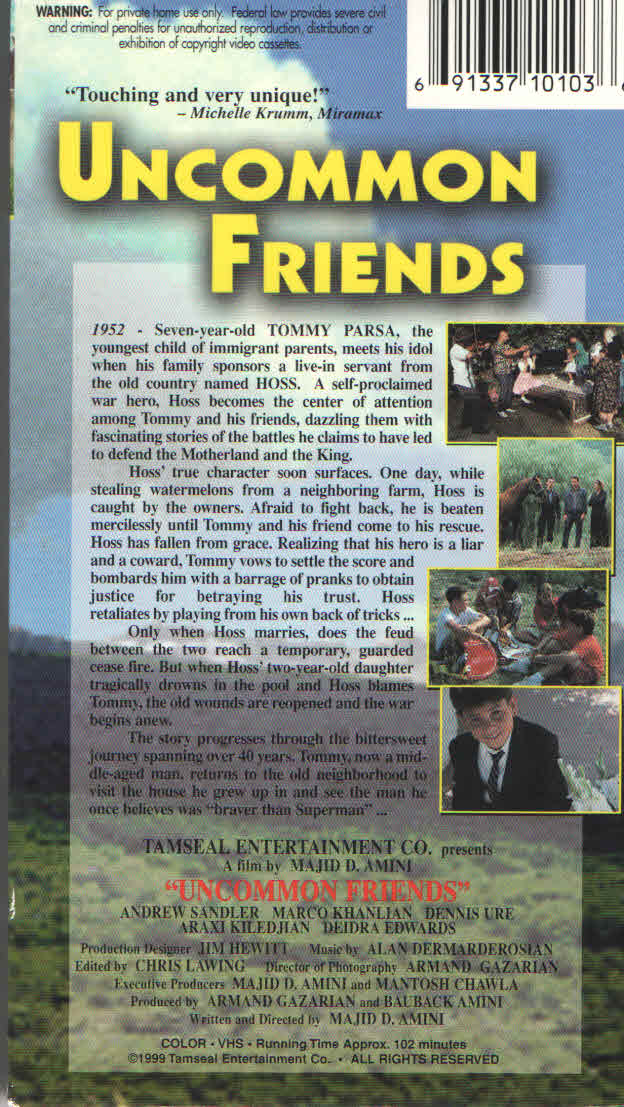 WARNING: For private home use only. Federal law provides severe civil
and criminal penalties for unauthorized reproduction, distribution or
exhibition of copyright video cassettes.
6 91337 10103
“Touching and very unique!”
– Michelle Krumm, Miramax
UNCOMMON
FRIENDS
1952 - Seven-year-old TOMMY PARSA, the
youngest child of immigrant parents, meets his idol
when his family sponsors a live-in servant from
the old country named HOSS. A self-proclaimed
war hero, Hoss becomes the center of attention
among Tommy and his friends, dazzling them with
fascinating stories of the battles he claims to have led
to defend the Motherland and the King.
Hoss’ true character soon surfaces. One day, while
stealing watermelons from a neighboring farm, Hoss is
caught by the owners. Afraid to fight back, he is beaten
mercilessly until Tommy and his friend come to his rescue.
Hoss has fallen from grace. Realizing that his hero is a liar
and a coward, Tommy vows to settle the score and
bombards him with a barrage of pranks to obtain
justice for betraying his trust. Hoss
retaliates by playing from his own back of tricks ...
Only when Hoss marries, does the feud
between the two reach a temporary, guarded
cease fire. But when Hoss’ two-year-old daughter
tragically drowns in the pool and Hoss blames
Tommy, the old wounds are reopened and the war
begins anew.
The story progresses through the bittersweet
journey spanning over 40 years. Tommy, now a mid-
dle-aged man, returns to the old neighborhood to
visit the house he grew up in and see the man he
once believes was “braver than Superman” ...
TAMSEAL ENTERTAINMENT CO. presents
A film by MAJID D. AMINI
“UNCOMMON FRIENDS”
ANDREW SANDLER MARCO KHANLIAN DENNIS URE
ARAXI KILEDJIAN DEIDRA EDWARDS
Production Designer JIM HEWITT Music by ALAN DERMARDEROSIAN
Edited by CHRIS LAWING Director of Photography ARMAND GAZARIAN
Executive Producers MAJID D. AMINI and MANTOSH CHAWLA
Produced by ARMAND GAZARIAN and BAUBACK AMINI
Written and Directed by MAJID D. AMINI
COLOR • VHS • Running Time Approx. 102 minutes
©1999 Tamseal Entertainment Co. • ALL RIGHTS RESERVED